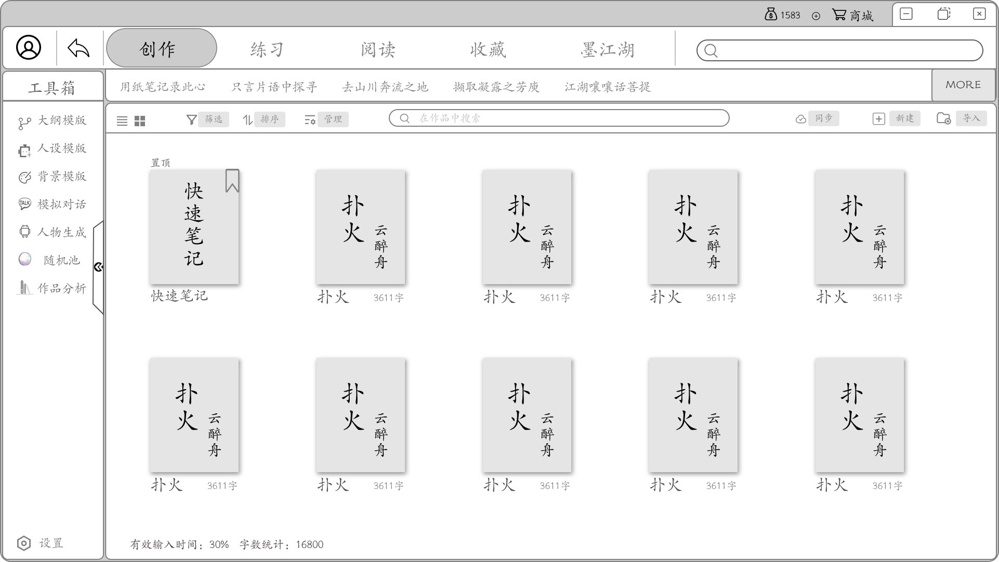 1583 商城
创作 练习 阅读 收藏 墨江湖
工具箱
用纸笔记录此心 只言片语中探寻 去山川奔流之地 撷取凝露之芳庾 江湖嚷嚷话菩提 MORE
筛选 排序 管理 在作品中搜索 同步 新建 导入
大纲模版
人设模版
背景模版
TALK 模拟对话
人物生成
随机池
作品分析
设置
置顶
快速笔记
快速笔记
扑火
云醉舟
扑火 3611字
扑火
云醉舟
扑火 3611字
扑火
云醉舟
扑火 3611字
扑火
云醉舟
扑火 3611字
扑火
云醉舟
扑火 3611字
扑火
云醉舟
扑火 3611字
扑火
云醉舟
扑火 3611字
扑火
云醉舟
扑火 3611字
扑火
云醉舟
扑火 3611字
有效输入时间：30% 字数统计：16800